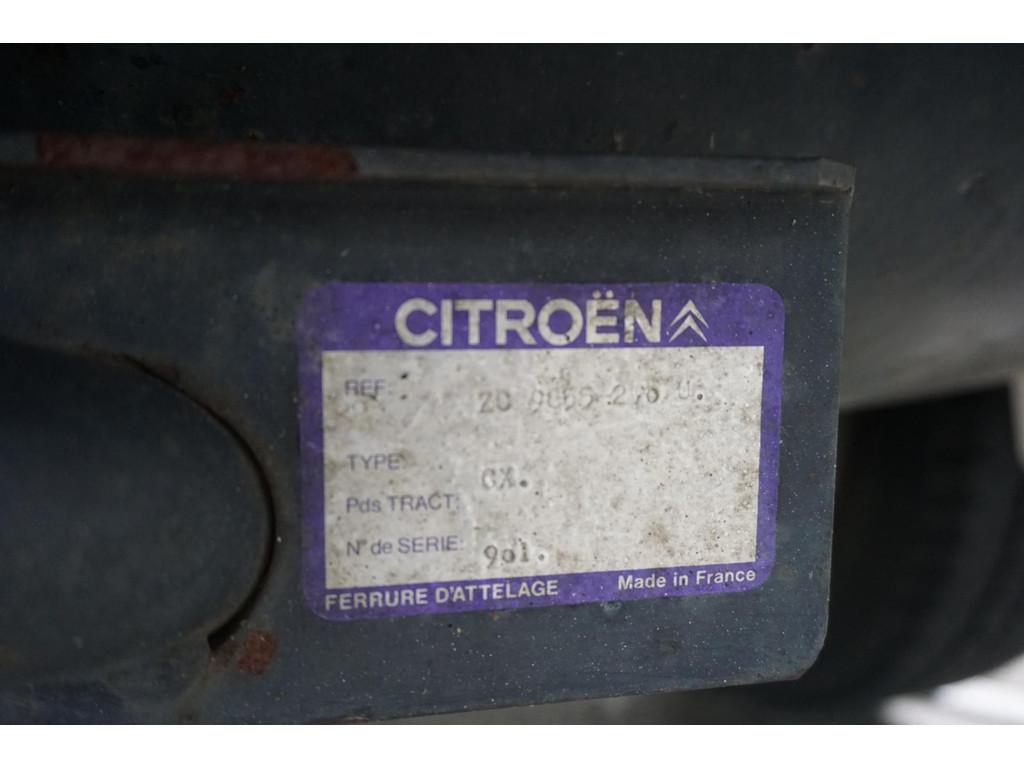 CITROËN
REF:
TYPE CX.
Pds TRACT:
N° de SERIE: 901.
FERRURE D'ATTELAGE Made in France